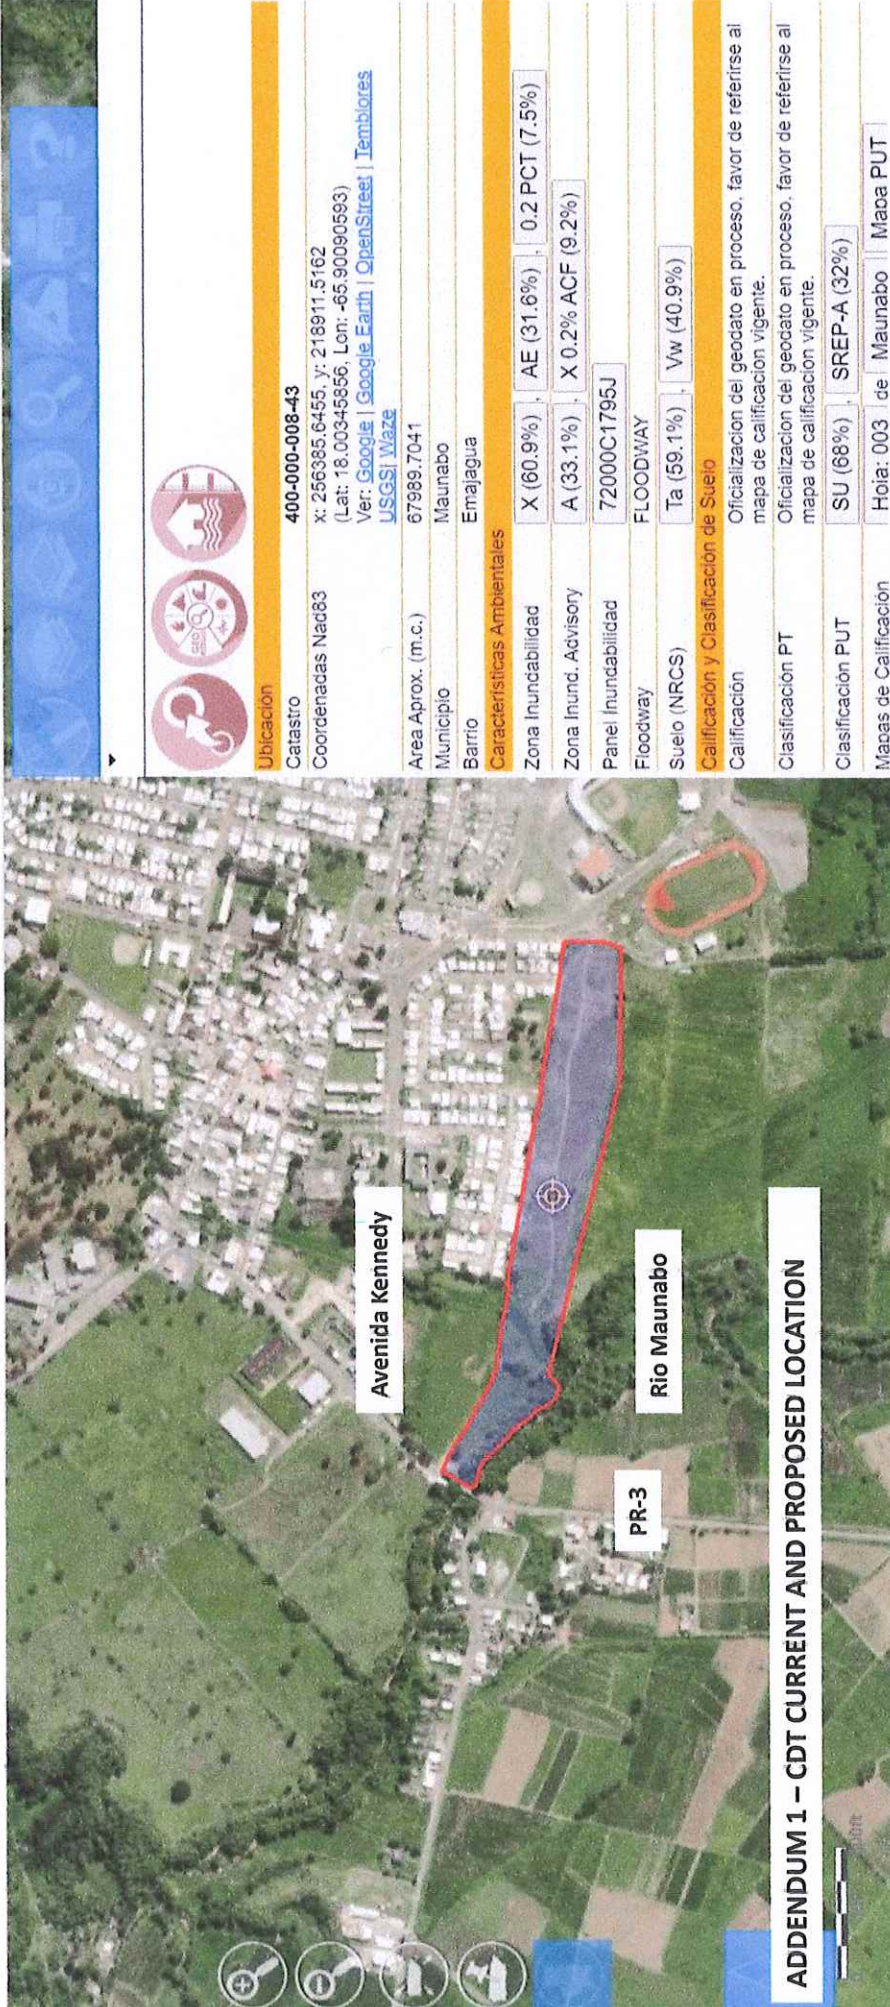 Avenida Kennedy
Rio Maunabo
PR-3
ADDENDUM 1 – CDT CURRENT AND PROPOSED LOCATION
Ubicación
Catastro 400-000-008-43
Coordenadas Nad83 x: 256385.6455, y: 218911.5162
(Lat: 18.00345856, Lon: -65.90090593)
Ver: Google | Google Earth | OpenStreet | Temblores
USGS| Waze
Area Aprox. (m.c.) 67989.7041
Municipio Maunabo
Barrio Emajagua
Características Ambientales
Zona Inundabilidad X (60.9%) , AE (31.6%) , 0.2 PCT (7.5%)
Zona Inund. Advisory A (33.1%) , X 0.2% ACF (9.2%)
Panel Inundabilidad 72000C1795J
Floodway FLOODWAY
Suelo (NRCS) Ta (59.1%) , Vw (40.9%)
Calificación y Clasificación de Suelo
Calificación Oficializacion del geodato en proceso, favor de referirse al
mapa de calificacion vigente.
Clasificación PT Oficializacion del geodato en proceso, favor de referirse al
mapa de calificacion vigente.
Clasificación PUT SU (68%) , SREP-A (32%)
Mapas de Calificación Hoja: 003 de Maunabo || Mapa PUT